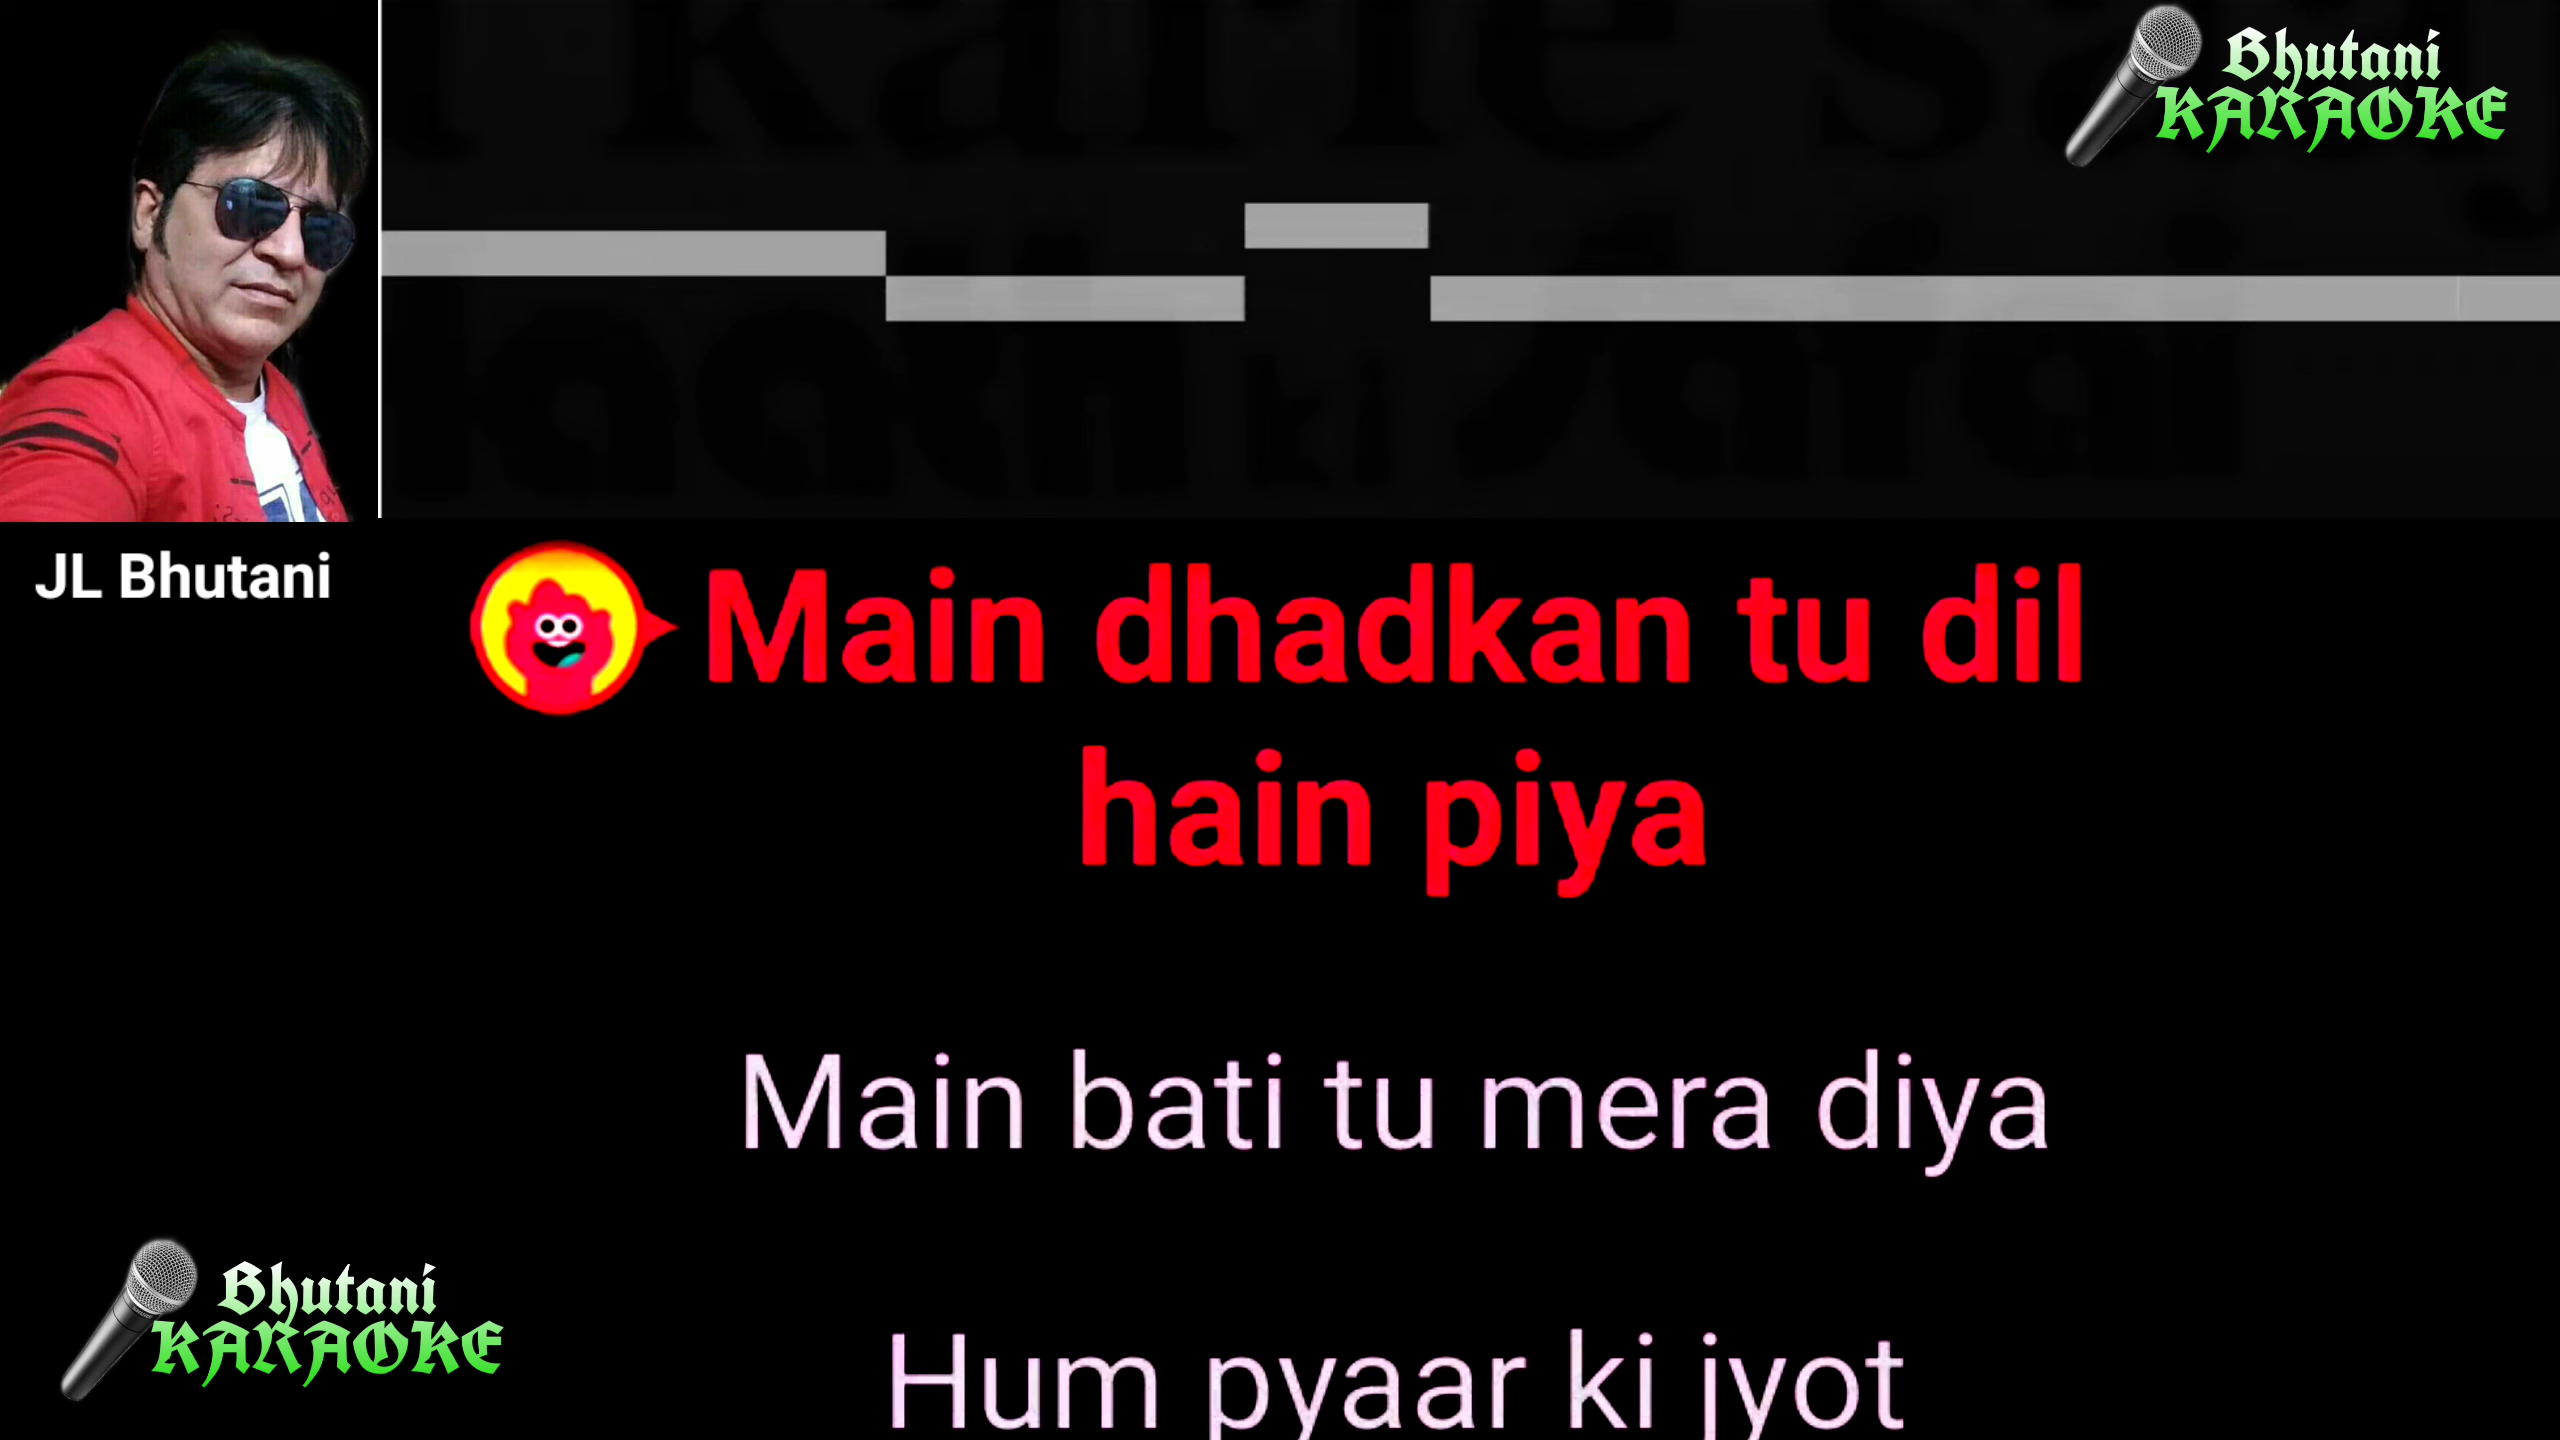 Bhutani
KARAOKE
JL Bhutani
Main dhadkan tu dil
hain piya
Main bati tu mera diya
Hum pyaar ki jyot
Bhutani
KARAOKE